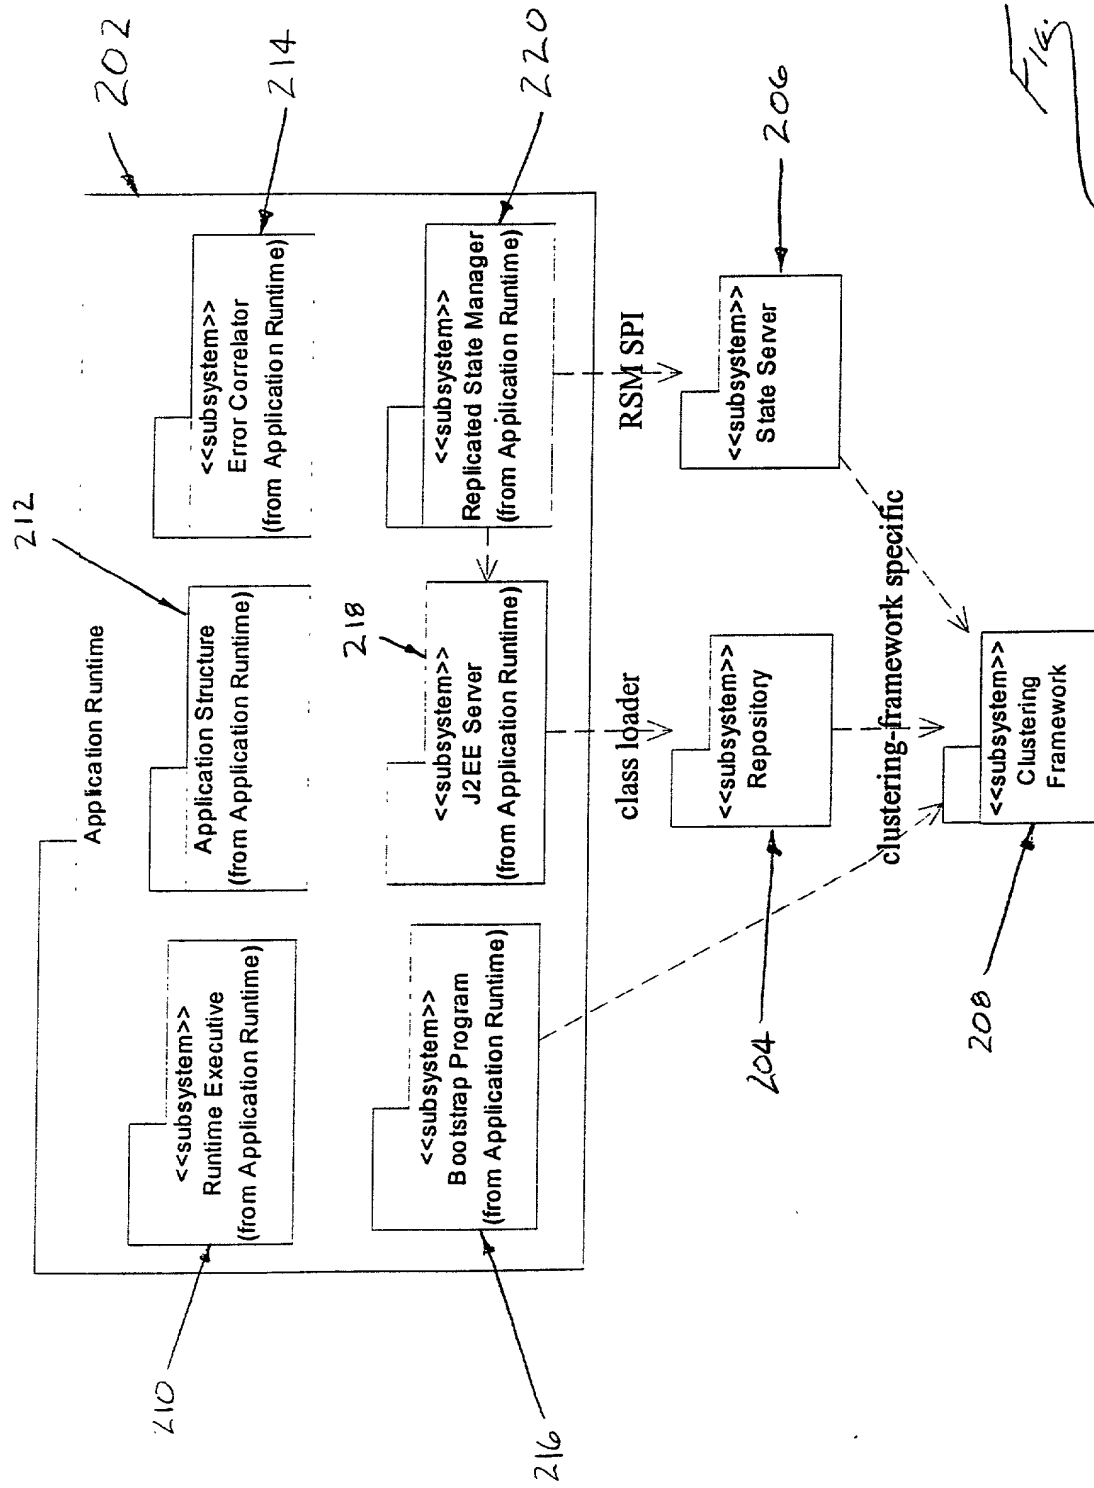 202
Application Runtime
212
214
<<subsystem>>
Runtime Executive
(from Application Runtime)
Application Structure
(from Application Runtime)
<<subsystem>>
Error Correlator
(from Application Runtime)
210
218
220
<<subsystem>>
Bootstrap Program
(from Application Runtime)
<<subsystem>>
J2EE Server
(from Application Runtime)
<<subsystem>>
Replicated State Manager
(from Application Runtime)
216
class loader
RSM SPI
206
<<subsystem>>
Repository
<<subsystem>>
State Server
204
clustering-framework specific
<<subsystem>>
Clustering
Framework
208
Fig.